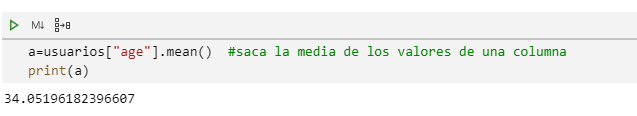 M↓
a=usuarios["age"].mean()  #saca la media de los valores de una columna
print(a)
34.05196182396607